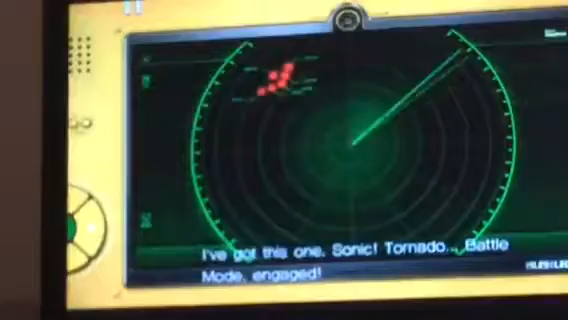 I've got this one, Sonic! Tornado... Battle
Mode, engaged!